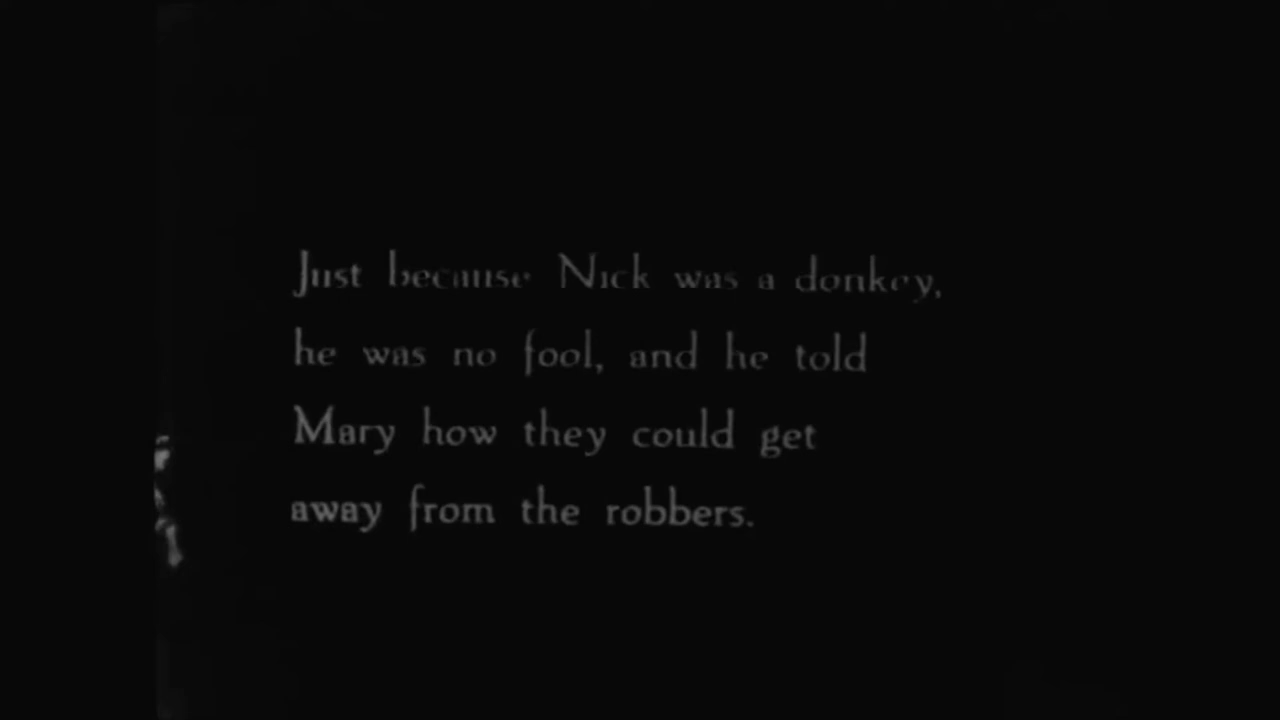 Just because Nick was a donkey,
he was no fool, and he told
Mary how they could get
away from the robbers.